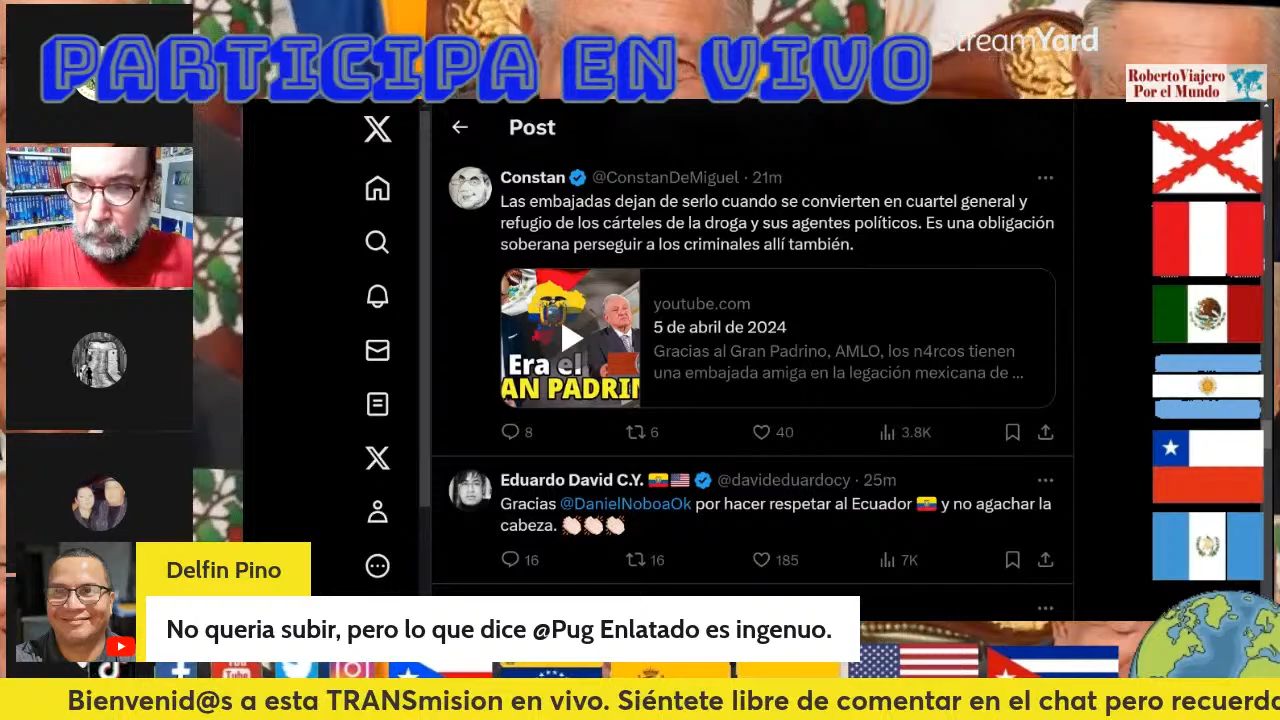 PARTICIPA EN VIVO
StreamYard
RobertoViajero
Por el Mundo
Post
Constan @ConstanDeMiguel · 21m
Las embajadas dejan de serlo cuando se convierten en cuartel general y
refugio de los cárteles de la droga y sus agentes políticos. Es una obligación
soberana perseguir a los criminales allí también.
youtube.com
5 de abril de 2024
Gracias al Gran Padrino, AMLO, los n4rcos tienen
una embajada amiga en la legación mexicana de ...
Era el
AN PADRIN
8 6 40 3.8K
Eduardo David C.Y. @davideduardocy · 25m
Gracias @DanielNoboaOk por hacer respetar al Ecuador y no agachar la
cabeza.
16 16 185 7K
Delfin Pino
No queria subir, pero lo que dice @Pug Enlatado es ingenuo.
You
Tube
Bienvenid@s a esta TRANSmision en vivo. Siéntete libre de comentar en el chat pero recuerda